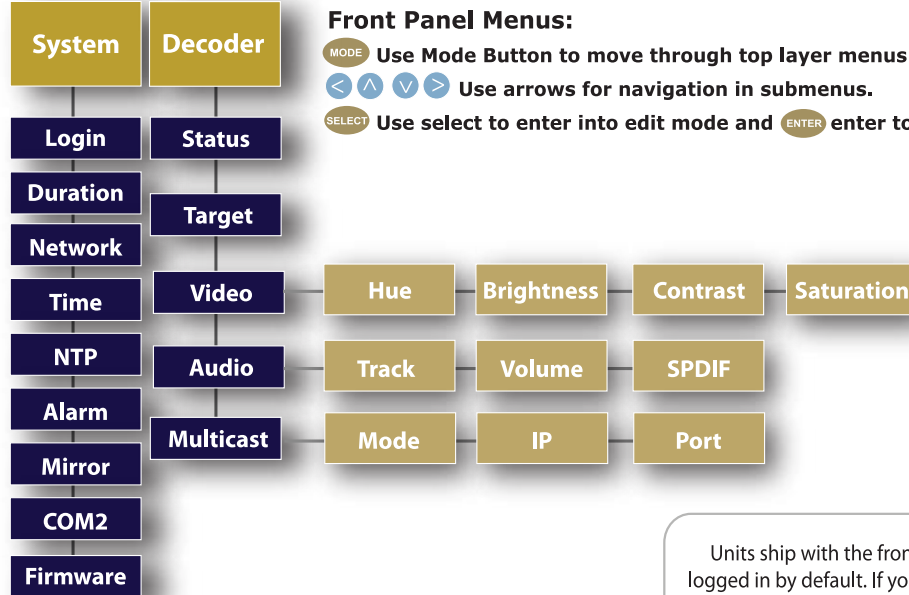 System
Decoder
Front Panel Menus:
MODE Use Mode Button to move through top layer menus
< ^ v > Use arrows for navigation in submenus.
SELECT Use select to enter into edit mode and ENTER enter to
Login
Duration
Network
Time
NTP
Alarm
Mirror
COM2
Firmware
Status
Target
Video
Hue
Brightness
Contrast
Saturation
Audio
Track
Volume
SPDIF
Multicast
Mode
IP
Port
Units ship with the fron
logged in by default. If you